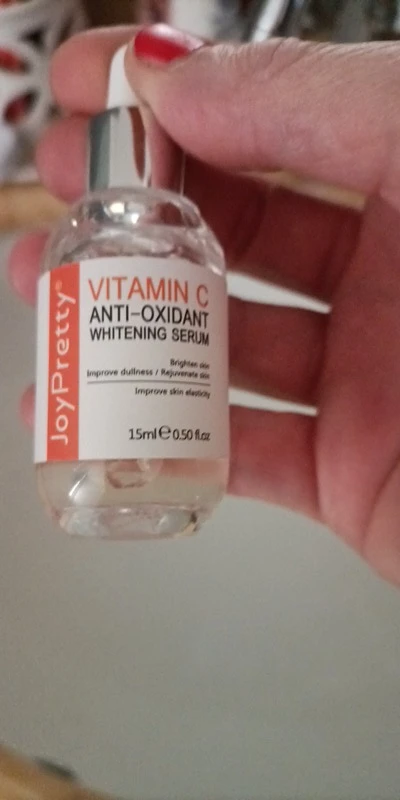 JoyPretty®
VITAMIN C
ANTI-OXIDANT
WHITENING SERUM
Brighten skin
Improve dullness / Rejuvenate skin
Improve skin elasticity
15ml ℮ 0.50 fl.oz